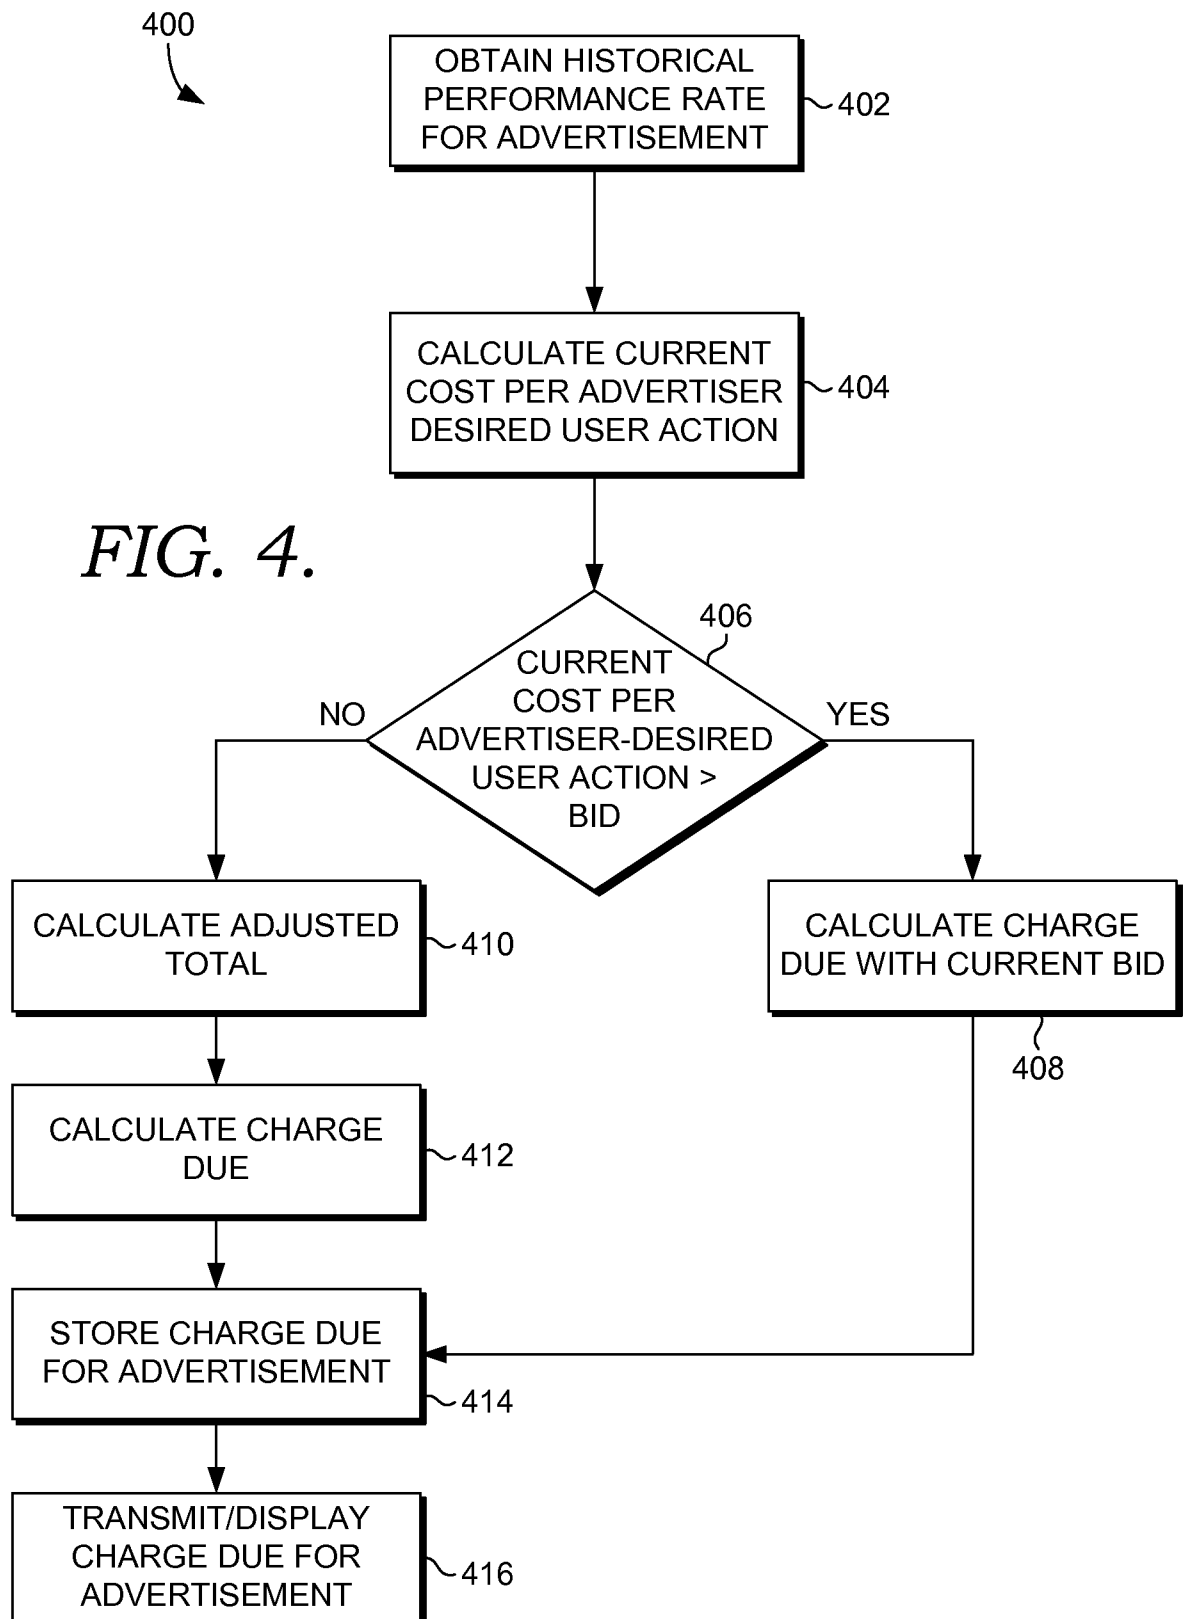 400
OBTAIN HISTORICAL
PERFORMANCE RATE
FOR ADVERTISEMENT
402
CALCULATE CURRENT
COST PER ADVERTISER
DESIRED USER ACTION
404
FIG. 4.
406
CURRENT
COST PER
ADVERTISER-DESIRED
USER ACTION >
BID
NO
YES
CALCULATE ADJUSTED
TOTAL
410
CALCULATE CHARGE
DUE WITH CURRENT BID
408
CALCULATE CHARGE
DUE
412
STORE CHARGE DUE
FOR ADVERTISEMENT
414
TRANSMIT/DISPLAY
CHARGE DUE FOR
ADVERTISEMENT
416